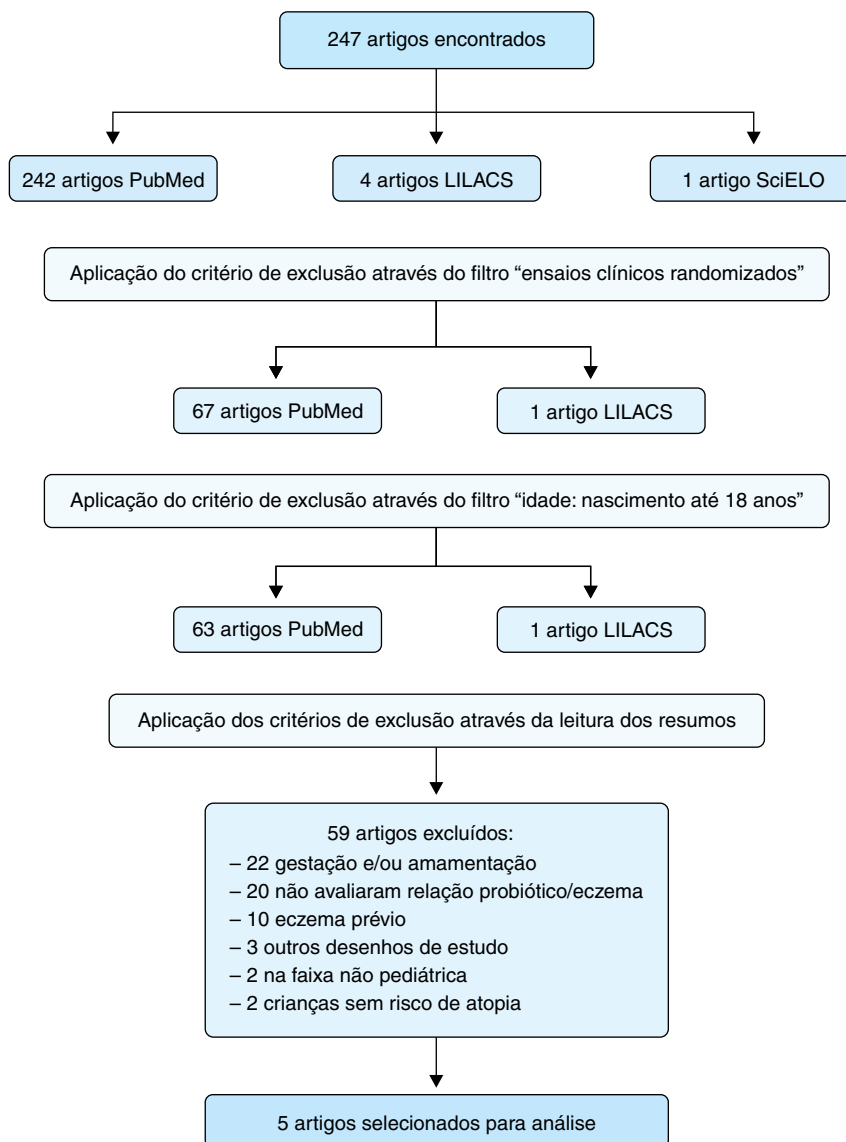 247 artigos encontrados
242 artigos PubMed
4 artigos LILACS
1 artigo SciELO
Aplicação do critério de exclusão através do filtro “ensaios clínicos randomizados”
67 artigos PubMed
1 artigo LILACS
Aplicação do critério de exclusão através do filtro “idade: nascimento até 18 anos”
63 artigos PubMed
1 artigo LILACS
Aplicação dos critérios de exclusão através da leitura dos resumos
59 artigos excluídos:
– 22 gestação e/ou amamentação
– 20 não avaliaram relação probiótico/eczema
– 10 eczema prévio
– 3 outros desenhos de estudo
– 2 na faixa não pediátrica
– 2 crianças sem risco de atopia
5 artigos selecionados para análise